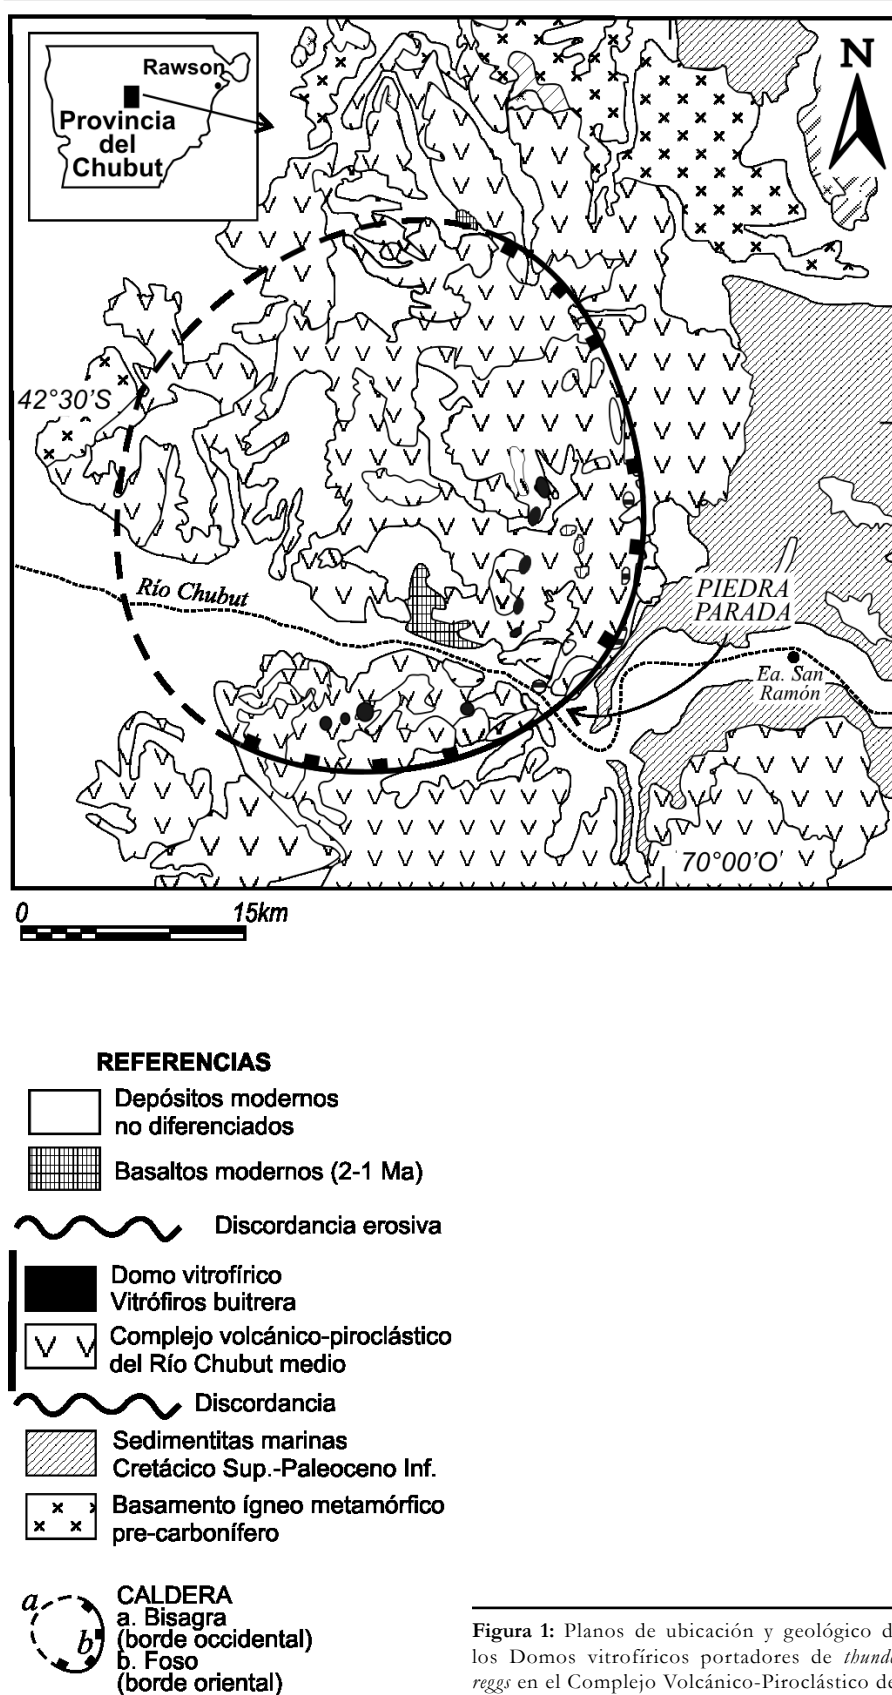 N
Rawson
Provincia
del
Chubut
42°30'S
Río Chubut
PIEDRA
PARADA
Ea. San
Ramón
70°00'O
0 15km
REFERENCIAS
Depósitos modernos
no diferenciados
Basaltos modernos (2-1 Ma)
Discordancia erosiva
Domo vitrofírico
Vitrófiros buitrera
Complejo volcánico-piroclástico
del Río Chubut medio
Discordancia
Sedimentitas marinas
Cretácico Sup.-Paleoceno Inf.
Basamento ígneo metamórfico
pre-carbonífero
a
b
CALDERA
a. Bisagra
(borde occidental)
b. Foso
(borde oriental)
Figura 1: Planos de ubicación y geológico d
los Domos vitrofíricos portadores de thund
reggs en el Complejo Volcánico-Piroclástico de